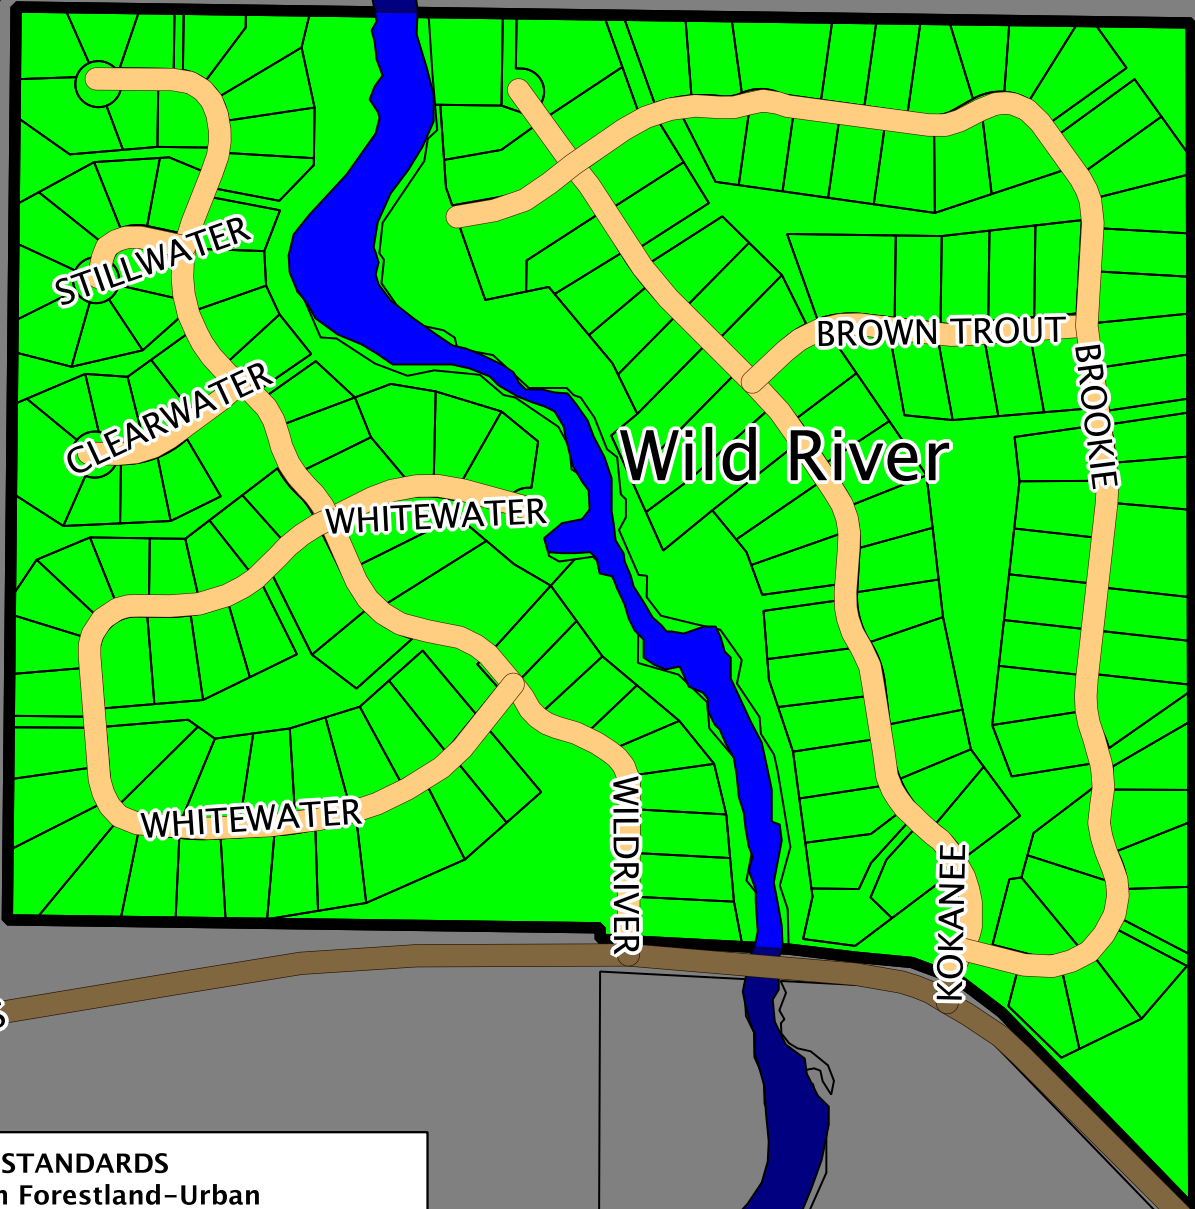 STILLWATER
BROWN TROUT
BROOKIE
CLEARWATER
Wild River
WHITEWATER
WHITEWATER
WILDRIVER
KOKANEE
S
STANDARDS
n Forestland-Urban